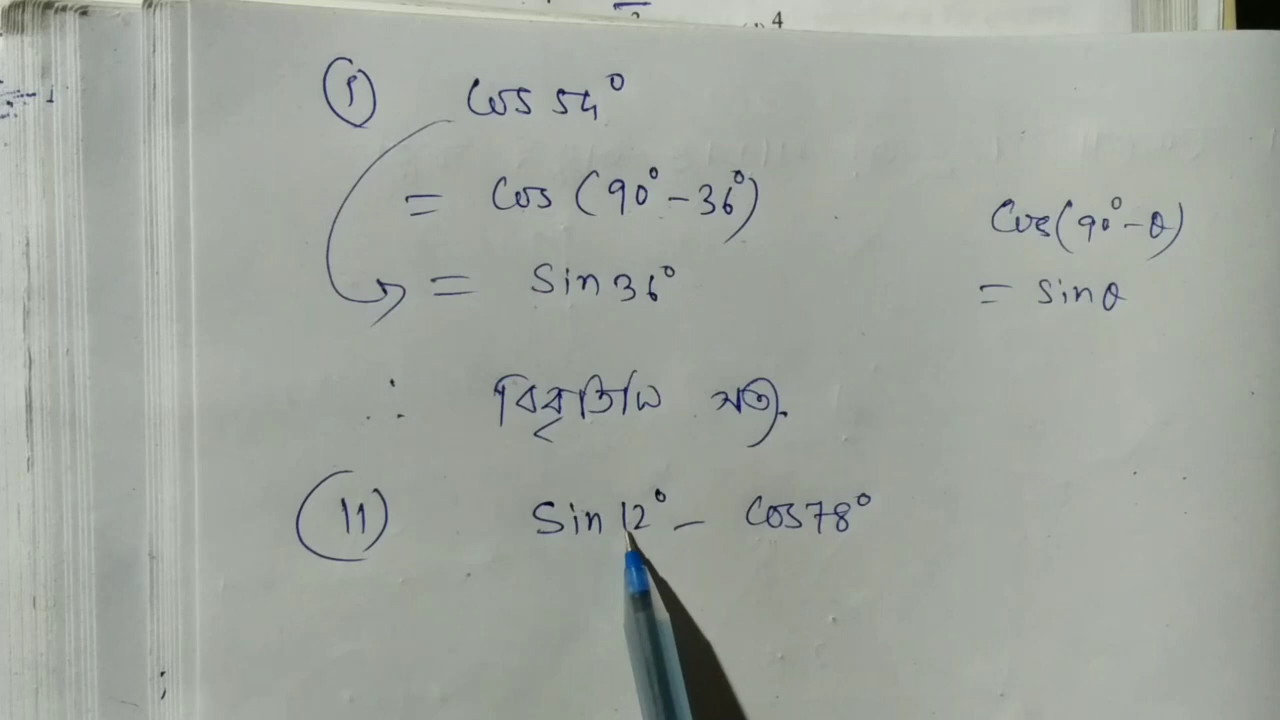 (i) Cos 54°
= Cos (90° - 36°)
= Sin 36°
Cos (90° - θ)
= Sin θ
∴ বিবৃতিটি সত্য.
(ii) Sin 12° - Cos 78°